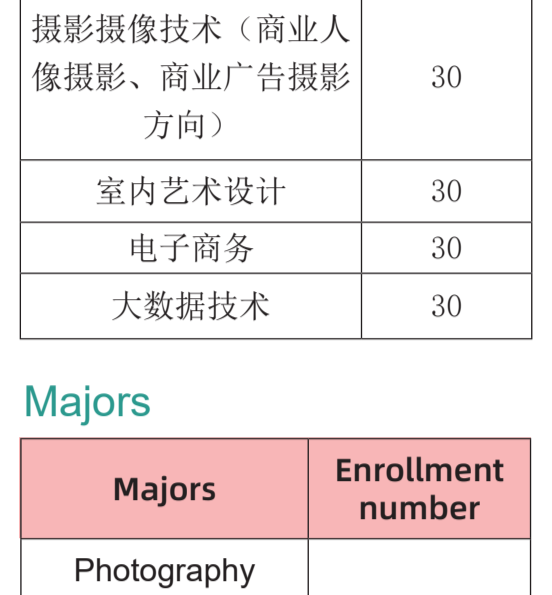 摄影摄像技术（商业人
像摄影、商业广告摄影
方向）
30
室内艺术设计 30
电子商务 30
大数据技术 30
Majors
Majors
Enrollment
number
Photography